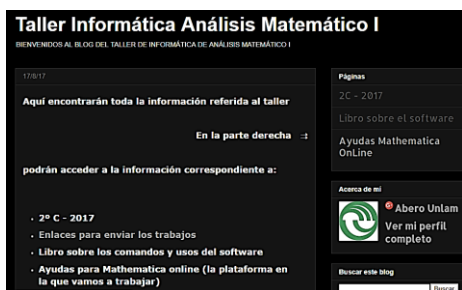 Taller Informática Análisis Matemático I
BIENVENIDOS AL BLOG DEL TALLER DE INFORMÁTICA DE ANÁLISIS MATEMÁTICO I
17/8/17
Aquí encontrarán toda la información referida al taller
En la parte derecha
podrán acceder a la información correspondiente a:
2º C - 2017
Enlaces para enviar los trabajos
Libro sobre los comandos y usos del software
Ayudas para Mathematica online (la plataforma en
la que vamos a trabajar)
Páginas
2C - 2017
Libro sobre el software
Ayudas Mathematica
OnLine
Acerca de mí
Abero Unlam
Ver mi perfil
completo
Buscar este blog
Buscar